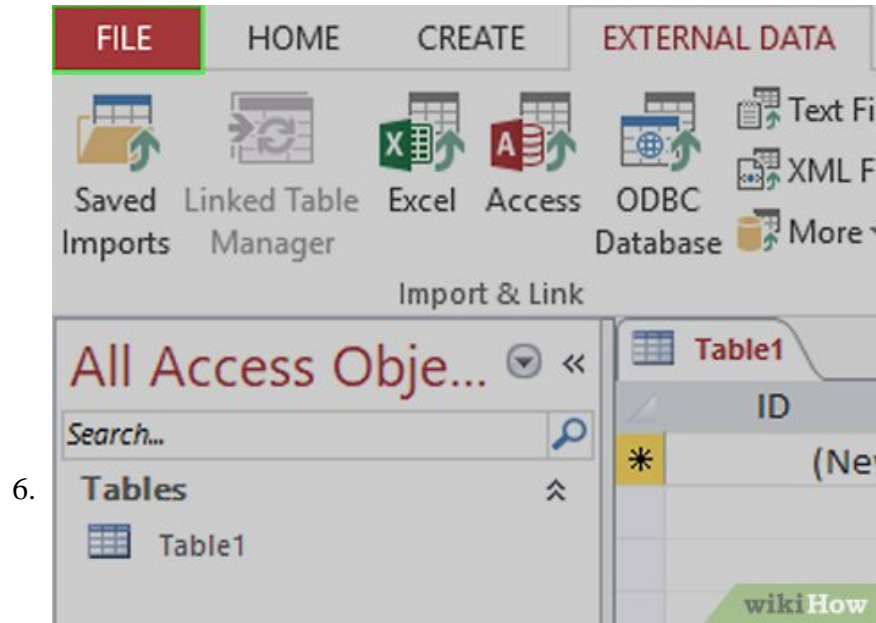 FILE HOME CREATE EXTERNAL DATA
Saved Imports
Linked Table Manager
Excel
Access
ODBC Database
Text Fi
XML F
More
Import & Link
All Access Obje... «
Table1
Search...
ID
* (Ne
6.
Tables
Table1
wikiHow